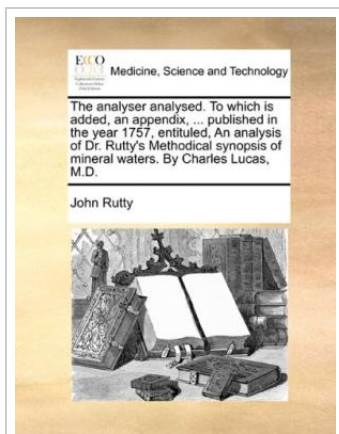 ECCO
Medicine, Science and Technology
The analyser analysed. To which is
added, an appendix, ... published in
the year 1757, entituled, An analysis
of Dr. Rutty's Methodical synopsis of
mineral waters. By Charles Lucas,
M.D.
John Rutty